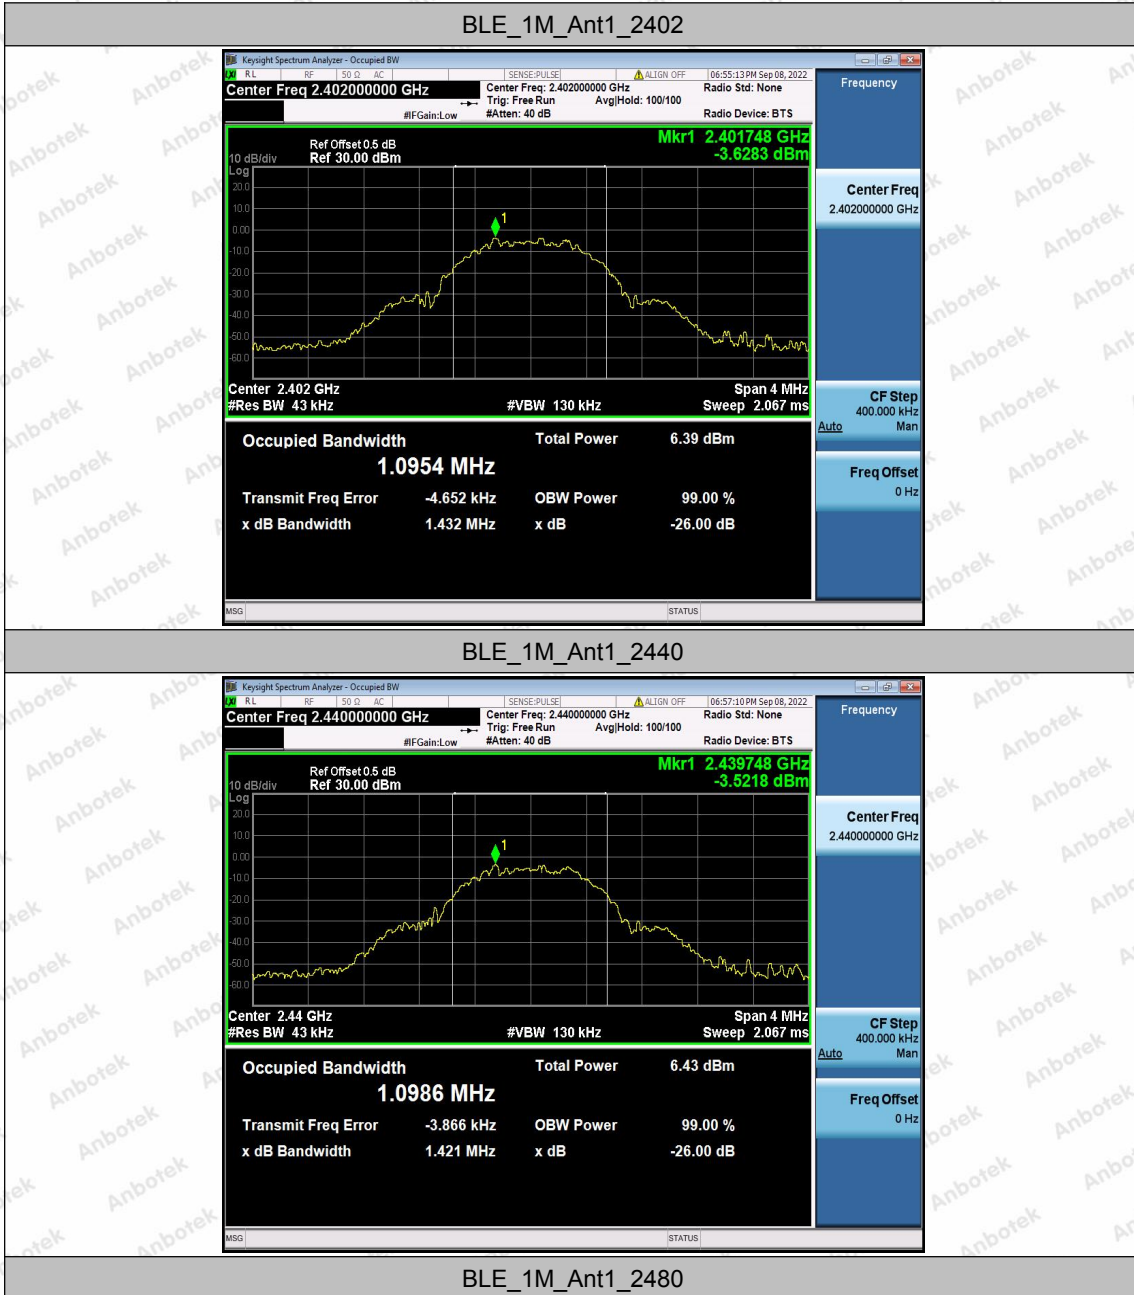 BLE_1M_Ant1_2402
Keysight Spectrum Analyzer - Occupied BW
LXI RL RF 50 Ω AC SENSE:PULSE ALIGN OFF 06:55:13 PM Sep 08, 2022
Center Freq 2.402000000 GHz
Center Freq: 2.402000000 GHz Radio Std: None
Trig: Free Run Avg|Hold: 100/100
#IFGain:Low #Atten: 40 dB Radio Device: BTS
Frequency
Mkr1 2.401748 GHz
-3.6283 dBm
Ref Offset 0.5 dB
10 dB/div Ref 30.00 dBm
Log
20.0
10.0
0.00
-10.0
-20.0
-30.0
-40.0
-50.0
-60.0
1
Center 2.402 GHz Span 4 MHz
#Res BW 43 kHz #VBW 130 kHz Sweep 2.067 ms
Center Freq
2.402000000 GHz
CF Step
400.000 kHz
Auto Man
Freq Offset
0 Hz
Occupied Bandwidth Total Power 6.39 dBm
1.0954 MHz
Transmit Freq Error -4.652 kHz OBW Power 99.00 %
x dB Bandwidth 1.432 MHz x dB -26.00 dB
MSG STATUS
BLE_1M_Ant1_2440
Keysight Spectrum Analyzer - Occupied BW
LXI RL RF 50 Ω AC SENSE:PULSE ALIGN OFF 06:57:10 PM Sep 08, 2022
Center Freq 2.440000000 GHz
Center Freq: 2.440000000 GHz Radio Std: None
Trig: Free Run Avg|Hold: 100/100
#IFGain:Low #Atten: 40 dB Radio Device: BTS
Frequency
Mkr1 2.439748 GHz
-3.5218 dBm
Ref Offset 0.5 dB
10 dB/div Ref 30.00 dBm
Log
20.0
10.0
0.00
-10.0
-20.0
-30.0
-40.0
-50.0
-60.0
1
Center 2.44 GHz Span 4 MHz
#Res BW 43 kHz #VBW 130 kHz Sweep 2.067 ms
Center Freq
2.440000000 GHz
CF Step
400.000 kHz
Auto Man
Freq Offset
0 Hz
Occupied Bandwidth Total Power 6.43 dBm
1.0986 MHz
Transmit Freq Error -3.866 kHz OBW Power 99.00 %
x dB Bandwidth 1.421 MHz x dB -26.00 dB
MSG STATUS
BLE_1M_Ant1_2480
Anbotek